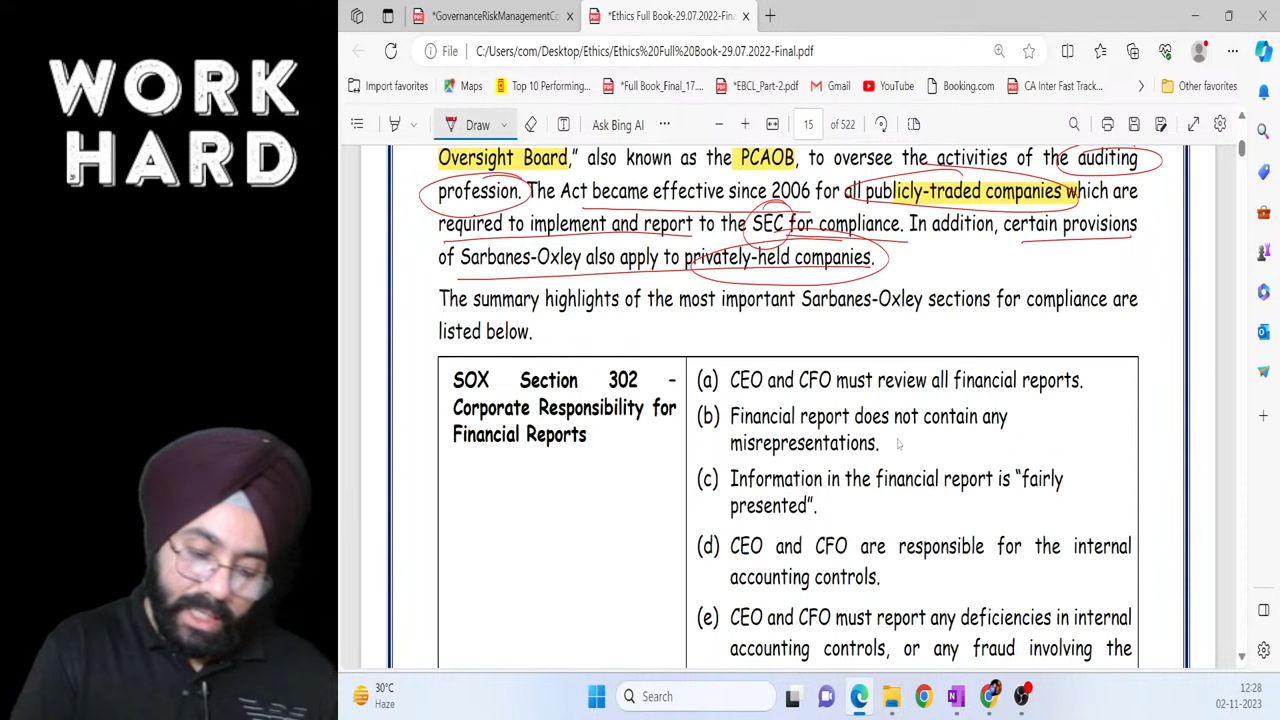 WORK
HARD
*GovernanceRiskManagementCo
*Ethics Full Book-29.07.2022-Fina
File
C:/Users/com/Desktop/Ethics/Ethics%20Full%20Book-29.07.2022-Final.pdf
Import favorites
Maps
Top 10 Performing...
*Full Book_Final_17...
*EBCL_Part-2.pdf
Gmail
YouTube
Booking.com
CA Inter Fast Track...
Other favorites
Draw
Ask Bing AI
15 of 522
Oversight Board,” also known as the PCAOB, to oversee the activities of the auditing
profession. The Act became effective since 2006 for all publicly-traded companies which are
required to implement and report to the SEC for compliance. In addition, certain provisions
of Sarbanes-Oxley also apply to privately-held companies.
The summary highlights of the most important Sarbanes-Oxley sections for compliance are
listed below.
SOX Section 302 –
Corporate Responsibility for
Financial Reports
(a) CEO and CFO must review all financial reports.
(b) Financial report does not contain any
misrepresentations.
(c) Information in the financial report is “fairly
presented”.
(d) CEO and CFO are responsible for the internal
accounting controls.
(e) CEO and CFO must report any deficiencies in internal
accounting controls, or any fraud involving the
30°C
Haze
Search
12:28
02-11-2023